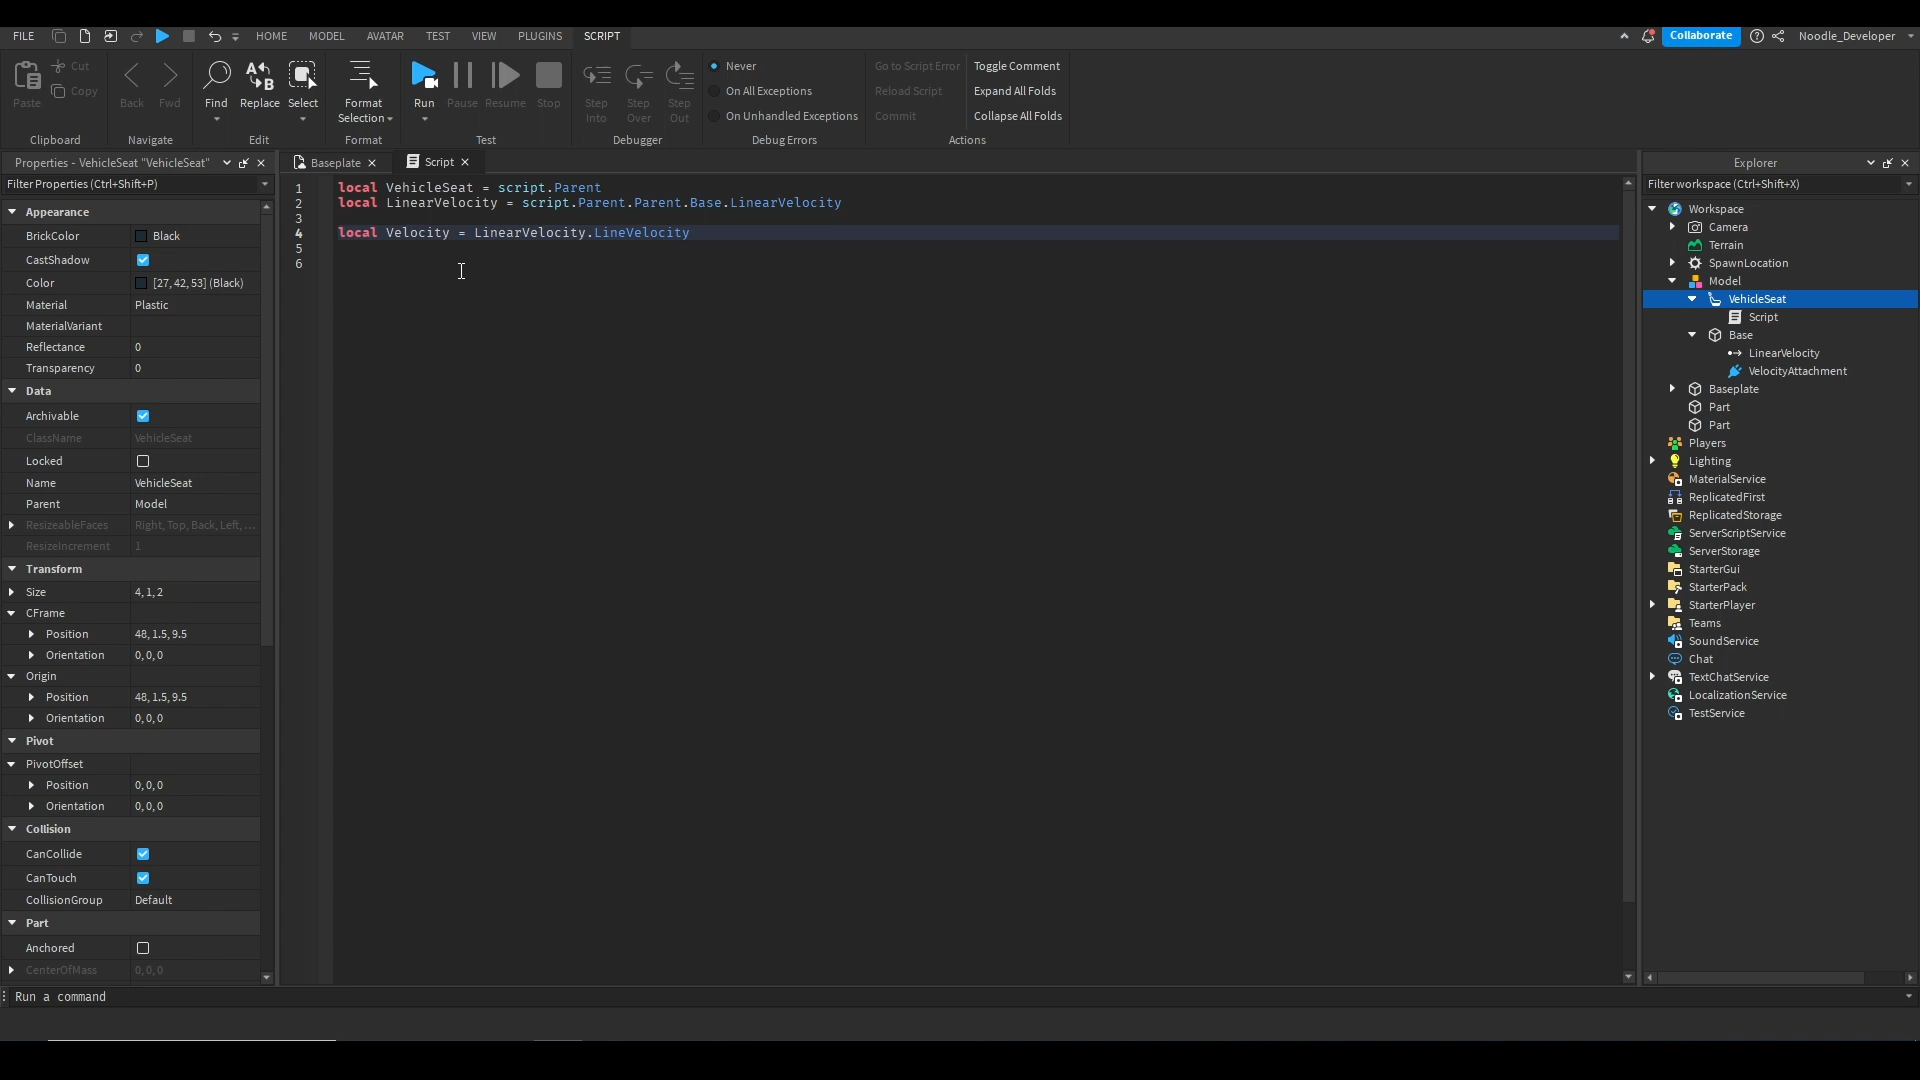 FILE HOME MODEL AVATAR TEST VIEW PLUGINS SCRIPT Collaborate Noodle_Developer
Paste Cut Copy Back Fwd Find Replace Select Format Selection Run Pause Resume Stop Step Into Step Over Step Out
Never Go to Script Error Toggle Comment
On All Exceptions Reload Script Expand All Folds
On Unhandled Exceptions Commit Collapse All Folds
Clipboard Navigate Edit Format Test Debugger Debug Errors Actions
Properties - VehicleSeat "VehicleSeat"
Filter Properties (Ctrl+Shift+P)
Appearance
BrickColor Black
CastShadow
Color [27, 42, 53] (Black)
Material Plastic
MaterialVariant
Reflectance 0
Transparency 0
Data
Archivable
ClassName VehicleSeat
Locked
Name VehicleSeat
Parent Model
ResizeableFaces Right, Top, Back, Left, ...
ResizeIncrement 1
Transform
Size 4, 1, 2
CFrame
Position 48, 1.5, 9.5
Orientation 0, 0, 0
Origin
Position 48, 1.5, 9.5
Orientation 0, 0, 0
Pivot
PivotOffset
Position 0, 0, 0
Orientation 0, 0, 0
Collision
CanCollide
CanTouch
CollisionGroup Default
Part
Anchored
CenterOfMass 0, 0, 0
Baseplate Script
1 local VehicleSeat = script.Parent
2 local LinearVelocity = script.Parent.Parent.Base.LinearVelocity
3
4 local Velocity = LinearVelocity.LineVelocity
5
6
Explorer
Filter workspace (Ctrl+Shift+X)
Workspace
Camera
Terrain
SpawnLocation
Model
VehicleSeat
Script
Base
LinearVelocity
VelocityAttachment
Baseplate
Part
Part
Players
Lighting
MaterialService
ReplicatedFirst
ReplicatedStorage
ServerScriptService
ServerStorage
StarterGui
StarterPack
StarterPlayer
Teams
SoundService
Chat
TextChatService
LocalizationService
TestService
Run a command